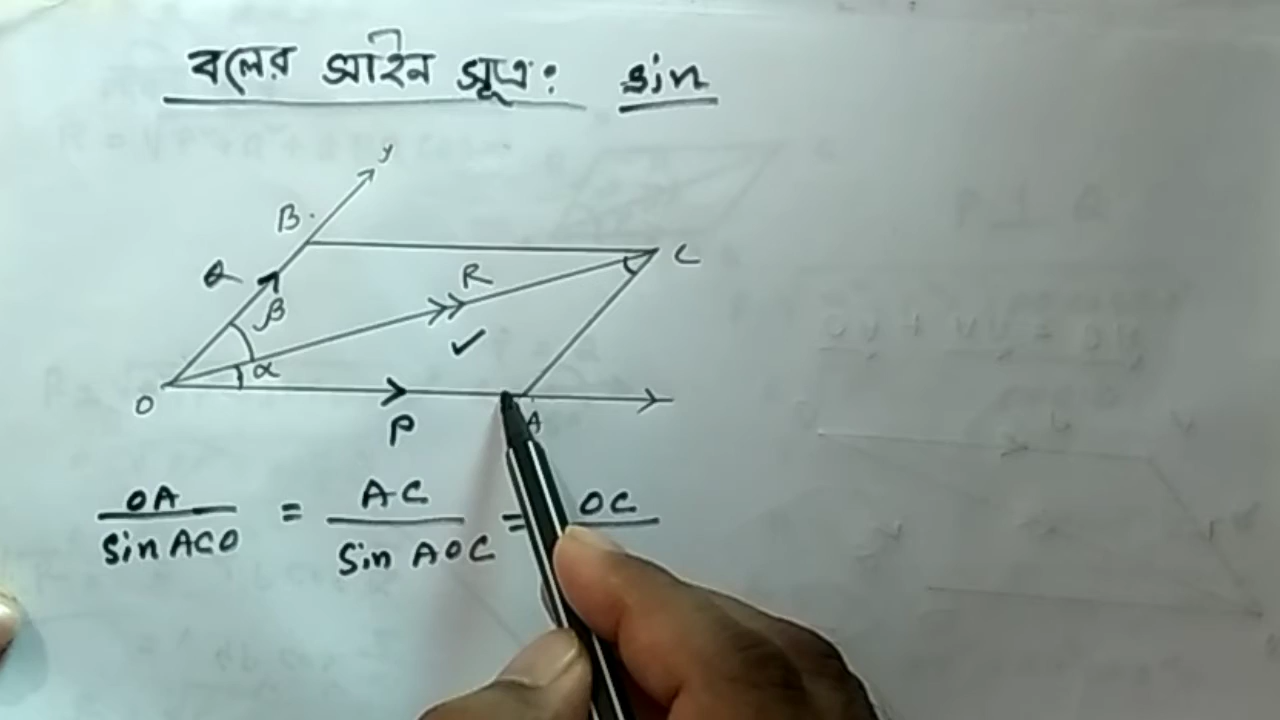 বলের সাইন সূত্র: sin
y
B
Q
β
R
C
α
O
P
A
OA / sin ACO = AC / Sin AOC = OC